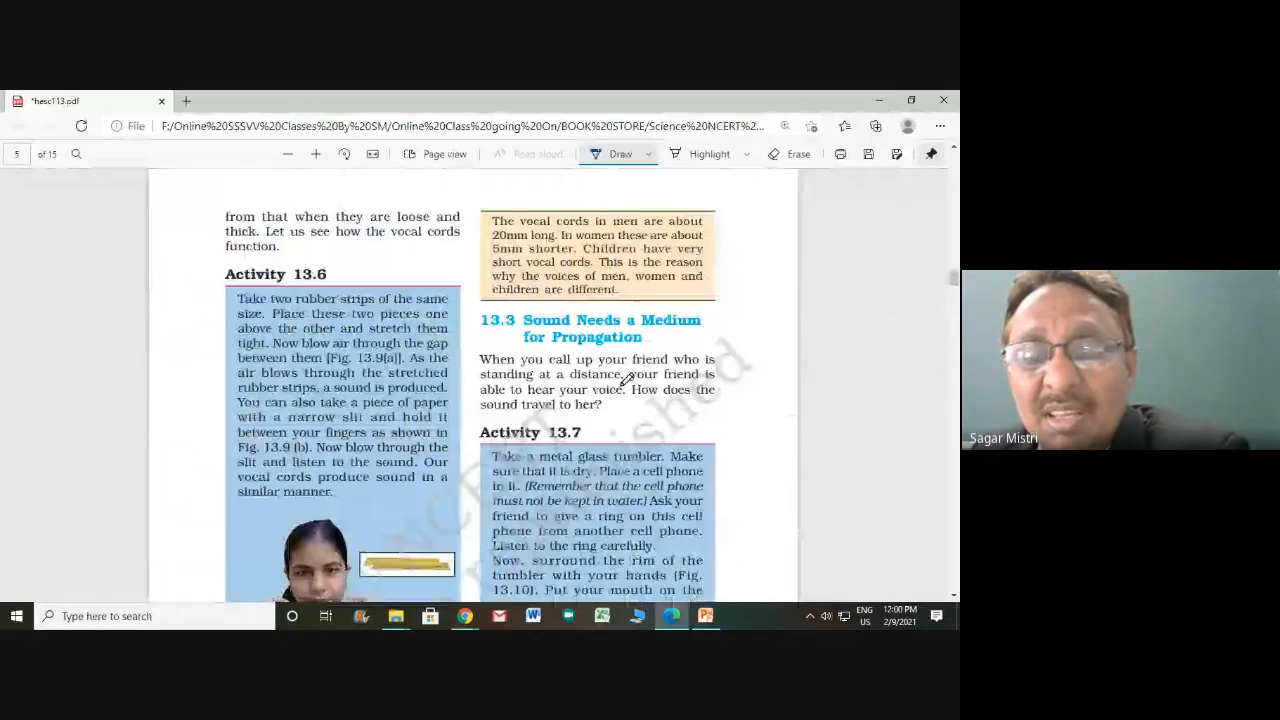 *hesc113.pdf
File
F:/Online%20SSSVV%20Classes%20By%20SM/Online%20Class%20going%20On/BOOK%20STORE/Science%20NCERT%2...
5 of 15
Page view
Read aloud
Draw
Highlight
Erase
from that when they are loose and
thick. Let us see how the vocal cords
function.
Activity 13.6
Take two rubber strips of the same
size. Place these two pieces one
above the other and stretch them
tight. Now blow air through the gap
between them [Fig. 13.9(a)]. As the
air blows through the stretched
rubber strips, a sound is produced.
You can also take a piece of paper
with a narrow slit and hold it
between your fingers as shown in
Fig. 13.9 (b). Now blow through the
slit and listen to the sound. Our
vocal cords produce sound in a
similar manner.
The vocal cords in men are about
20mm long. In women these are about
5mm shorter. Children have very
short vocal cords. This is the reason
why the voices of men, women and
children are different.
13.3 Sound Needs a Medium
for Propagation
When you call up your friend who is
standing at a distance, your friend is
able to hear your voice. How does the
sound travel to her?
Activity 13.7
Take a metal glass tumbler. Make
sure that it is dry. Place a cell phone
in it. (Remember that the cell phone
must not be kept in water.) Ask your
friend to give a ring on this cell
phone from another cell phone.
Listen to the ring carefully.
Now, surround the rim of the
tumbler with your hands (Fig.
13.10). Put your mouth on the
Sagar Mistri
Type here to search
ENG
US
12:00 PM
2/9/2021